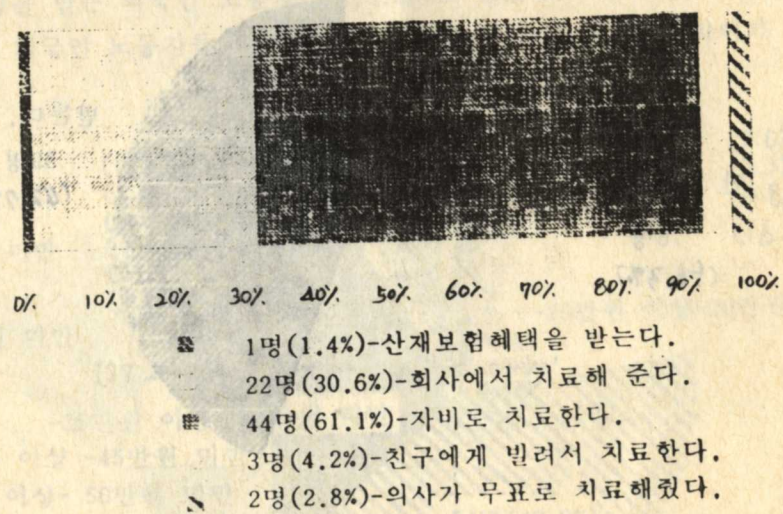 0% 10% 20% 30% 40% 50% 60% 70% 80% 90% 100%
1명(1.4%)-산재보험혜택을 받는다.
22명(30.6%)-회사에서 치료해 준다.
44명(61.1%)-자비로 치료한다.
3명(4.2%)-친구에게 빌려서 치료한다.
2명(2.8%)-의사가 무표로 치료해줬다.